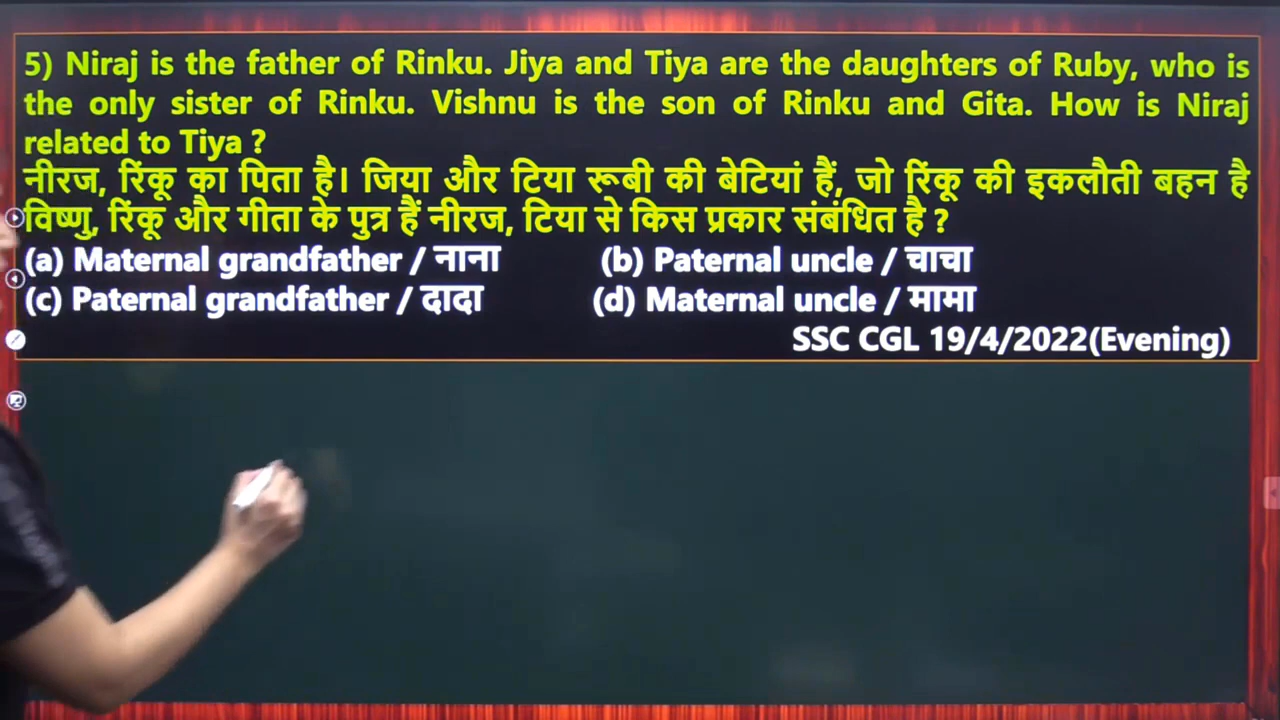 5) Niraj is the father of Rinku. Jiya and Tiya are the daughters of Ruby, who is
the only sister of Rinku. Vishnu is the son of Rinku and Gita. How is Niraj
related to Tiya ?
नीरज, रिंकू का पिता है। जिया और टिया रूबी की बेटियां हैं, जो रिंकू की इकलौती बहन है
विष्णु, रिंकू और गीता के पुत्र हैं नीरज, टिया से किस प्रकार संबंधित है ?
(a) Maternal grandfather / नाना (b) Paternal uncle / चाचा
(c) Paternal grandfather / दादा (d) Maternal uncle / मामा
SSC CGL 19/4/2022(Evening)